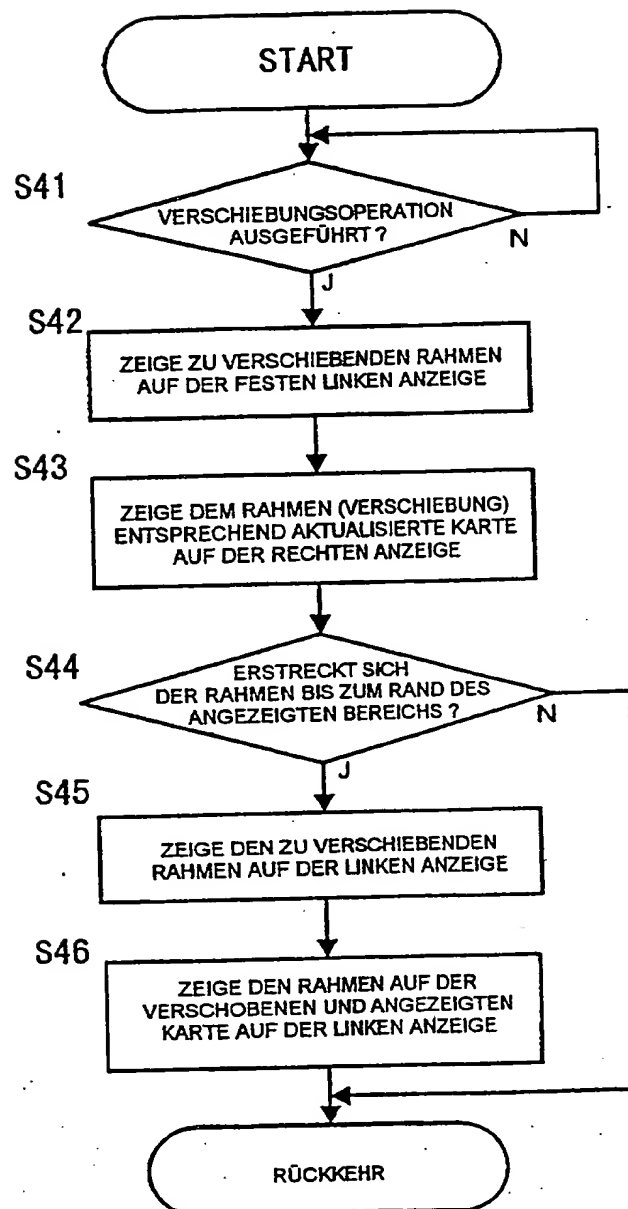 START
S41
VERSCHIEBUNGSOPERATION
AUSGEFÜHRT ?
N
J
S42
ZEIGE ZU VERSCHIEBENDEN RAHMEN
AUF DER FESTEN LINKEN ANZEIGE
S43
ZEIGE DEM RAHMEN (VERSCHIEBUNG)
ENTSPRECHEND AKTUALISIERTE KARTE
AUF DER RECHTEN ANZEIGE
S44
ERSTRECKT SICH
DER RAHMEN BIS ZUM RAND DES
ANGEZEIGTEN BEREICHS ?
N
J
S45
ZEIGE DEN ZU VERSCHIEBENDEN
RAHMEN AUF DER LINKEN ANZEIGE
S46
ZEIGE DEN RAHMEN AUF DER
VERSCHOBENEN UND ANGEZEIGTEN
KARTE AUF DER LINKEN ANZEIGE
RÜCKKEHR